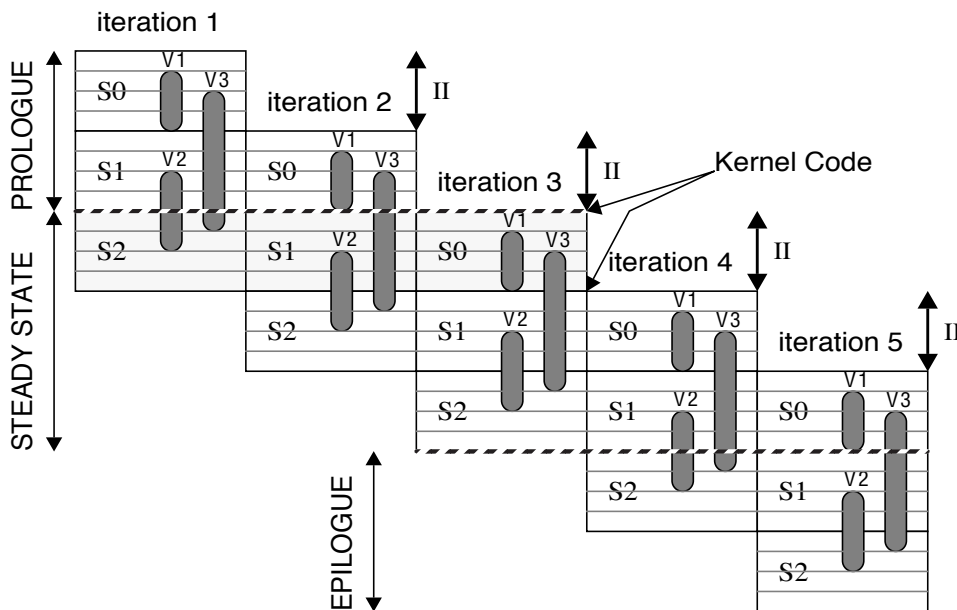 iteration 1
V1
V3
S0
iteration 2
II
PROLOGUE
V1
V2
V3
S1
S0
iteration 3
II
Kernel Code
V1
V2
V3
S2
S1
S0
iteration 4
II
STEADY STATE
V1
V2
V3
S2
S1
S0
iteration 5
II
V1
V2
V3
S2
S1
S0
V2
S2
S1
EPILOGUE
S2